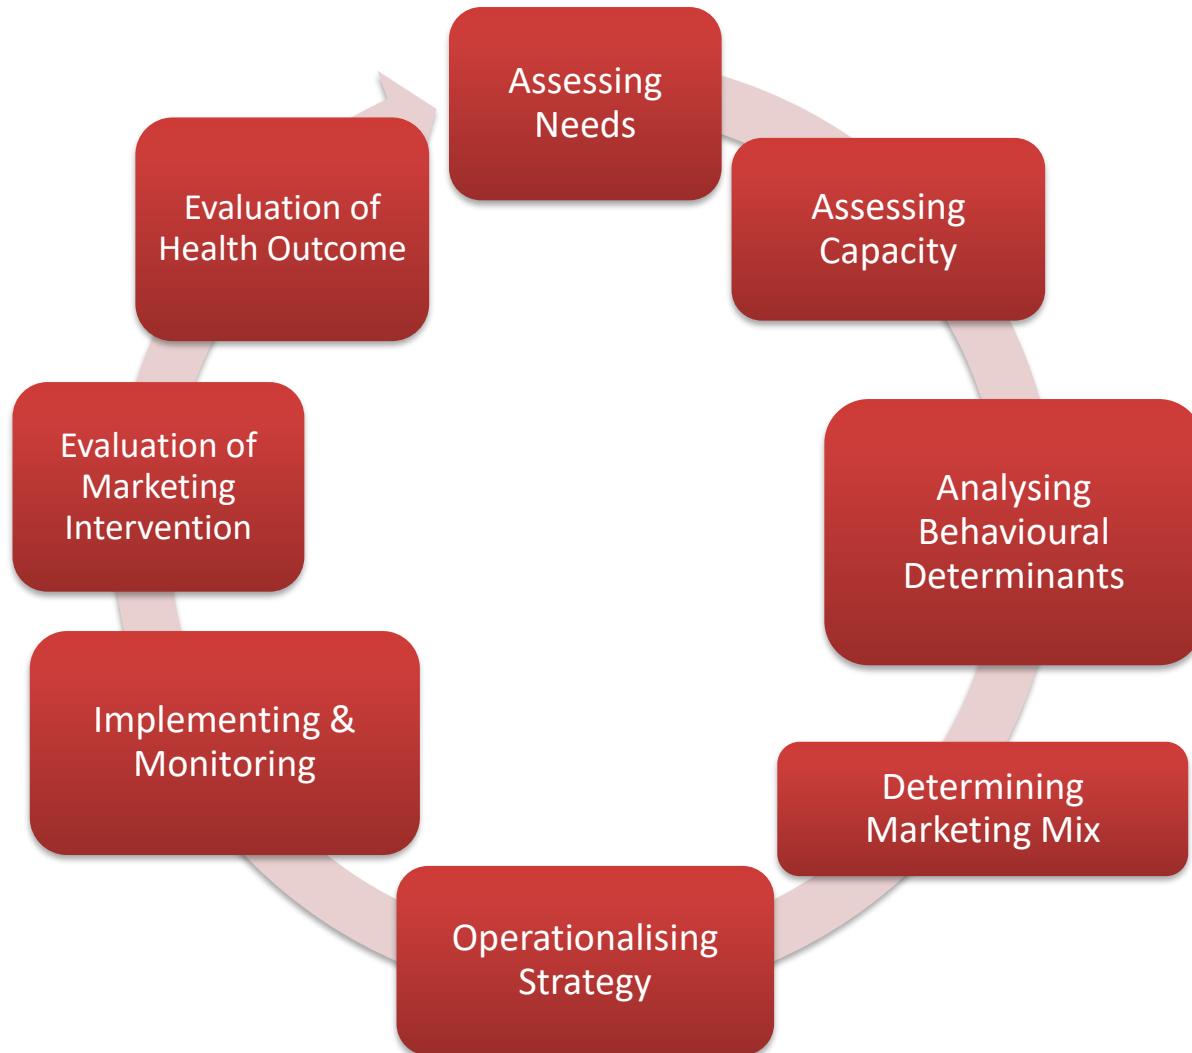 Assessing
Needs
Assessing
Capacity
Analysing
Behavioural
Determinants
Determining
Marketing Mix
Operationalising
Strategy
Implementing &
Monitoring
Evaluation of
Marketing
Intervention
Evaluation of
Health Outcome